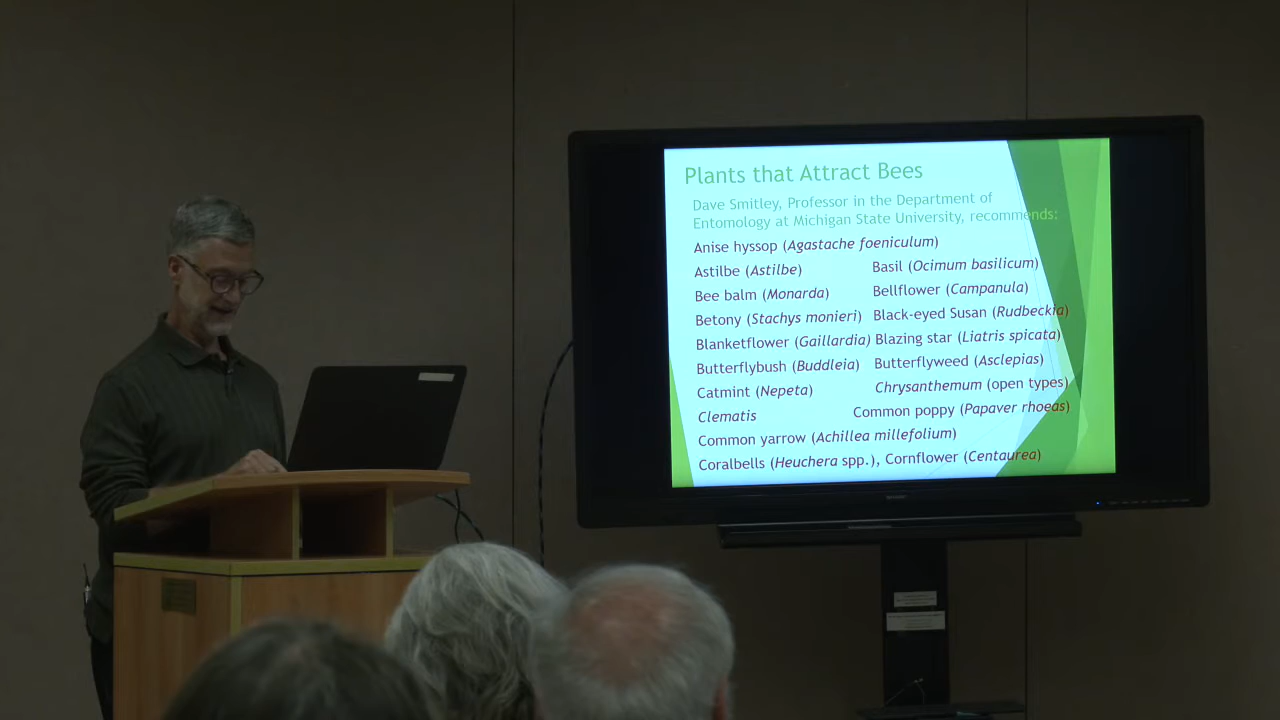 Plants that Attract Bees
Dave Smitley, Professor in the Department of
Entomology at Michigan State University, recommends:
Anise hyssop (Agastache foeniculum)
Astilbe (Astilbe) Basil (Ocimum basilicum)
Bee balm (Monarda) Bellflower (Campanula)
Betony (Stachys monieri) Black-eyed Susan (Rudbeckia)
Blanketflower (Gaillardia) Blazing star (Liatris spicata)
Butterflybush (Buddleia) Butterflyweed (Asclepias)
Catmint (Nepeta) Chrysanthemum (open types)
Clematis Common poppy (Papaver rhoeas)
Common yarrow (Achillea millefolium)
Coralbells (Heuchera spp.), Cornflower (Centaurea)